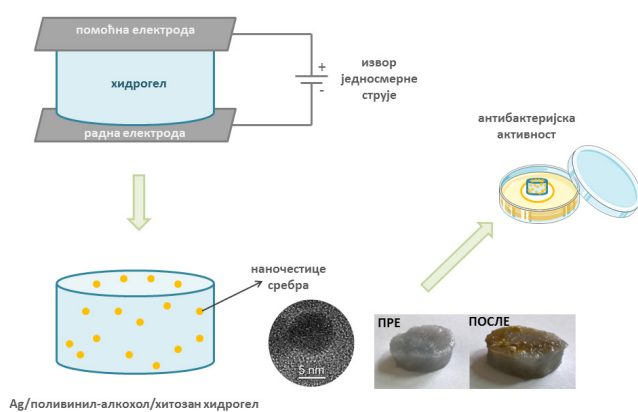 помоћна електрода
хидрогел
радна електрода
+
-
извор
једносмерне
струје
антибактеријска
активност
наночестице
сребра
5 nm
ПРЕ
ПОСЛЕ
Ag/поливинил-алкохол/хитозан хидрогел